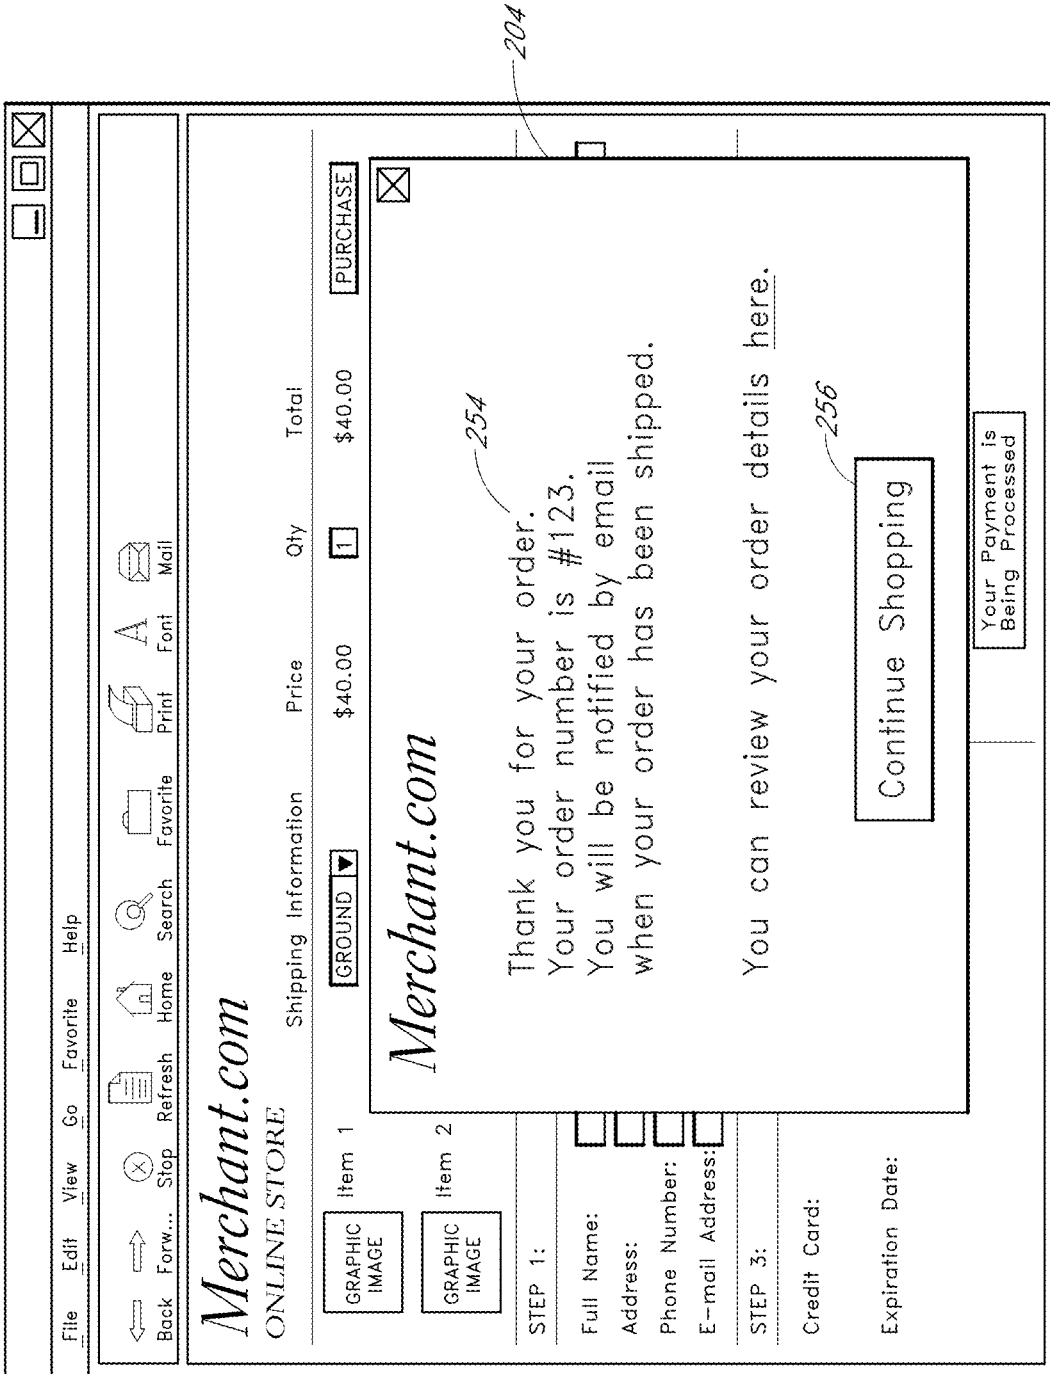 File Edit View Go Favorite Help
Back Forw... Stop Refresh Home Search Favorite Print Font Mail
Merchant.com
ONLINE STORE
Shipping Information Price Qty Total
GRAPHIC
IMAGE
Item 1 GROUND $40.00 1 $40.00 PURCHASE
GRAPHIC
IMAGE
Item 2
STEP 1:
Full Name:
Address:
Phone Number:
E-mail Address:
STEP 3:
Credit Card:
Expiration Date:
204
Merchant.com
254
Thank you for your order.
Your order number is #123.
You will be notified by email
when your order has been shipped.
You can review your order details here.
256
Continue Shopping
Your Payment is
Being Processed